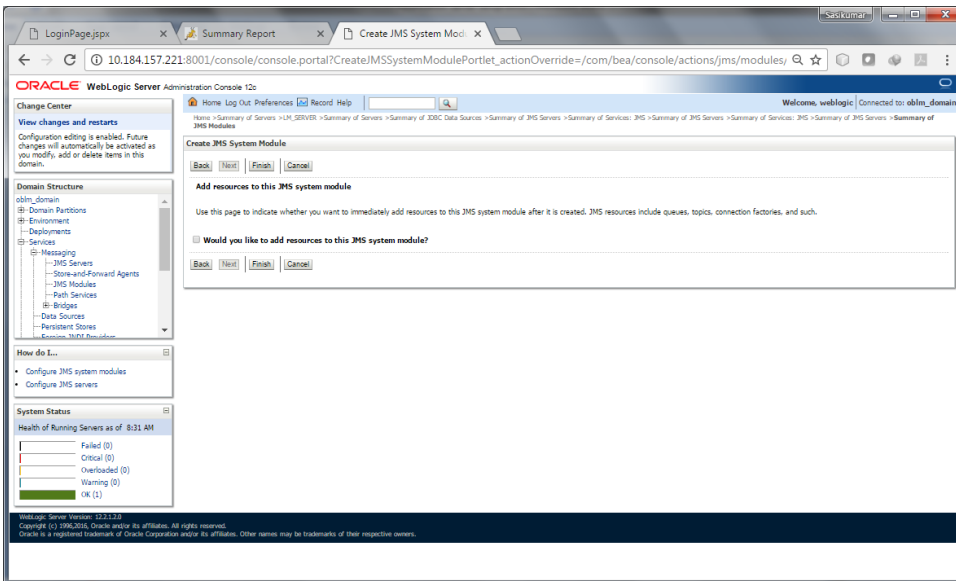 Sasikumar
LoginPage.jspx
Summary Report
Create JMS System Mod
10.184.157.221:8001/console/console.portal?CreateJMSSystemModulePortlet_actionOverride=/com/bea/console/actions/jms/modules/
ORACLE WebLogic Server Administration Console 12c
Change Center
View changes and restarts
Configuration editing is enabled. Future
changes will automatically be activated as
you modify, add or delete items in this
domain.
Domain Structure
oblm_domain
Domain Partitions
Environment
Deployments
Services
Messaging
JMS Servers
Store-and-Forward Agents
JMS Modules
Path Services
Bridges
Data Sources
Persistent Stores
Foreign JNDI Providers
How do I...
Configure JMS system modules
Configure JMS servers
System Status
Health of Running Servers as of 8:31 AM
Failed (0)
Critical (0)
Overloaded (0)
Warning (0)
OK (1)
Home Log Out Preferences Record Help
Welcome, weblogic Connected to: oblm_domain
Home >Summary of Servers >LM_SERVER >Summary of Servers >Summary of JDBC Data Sources >Summary of JMS Servers >Summary of Services: JMS >Summary of JMS Servers >Summary of Services: JMS >Summary of JMS Servers >Summary of
JMS Modules
Create JMS System Module
Back Next Finish Cancel
Add resources to this JMS system module
Use this page to indicate whether you want to immediately add resources to this JMS system module after it is created. JMS resources include queues, topics, connection factories, and such.
Would you like to add resources to this JMS system module?
Back Next Finish Cancel
WebLogic Server Version: 12.2.1.2.0
Copyright (c) 1996,2016, Oracle and/or its affiliates. All rights reserved.
Oracle is a registered trademark of Oracle Corporation and/or its affiliates. Other names may be trademarks of their respective owners.